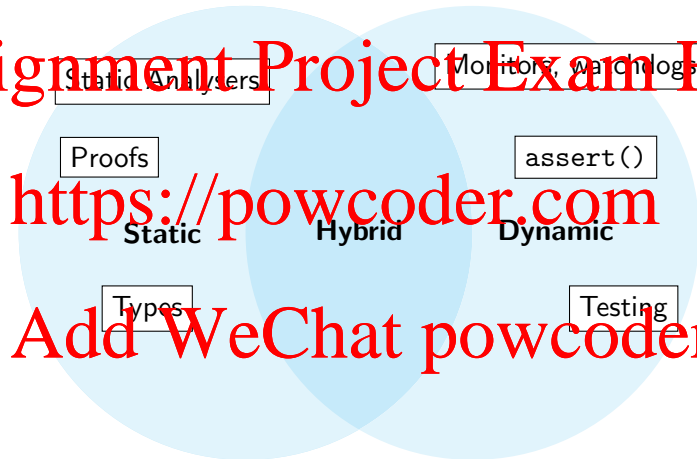 ignment Project Exam
Static Analysers
Monitors, watchdogs
Proofs
assert()
https://powcoder.com
Static
Hybrid
Dynamic
Types
Testing
Add WeChat powcoder